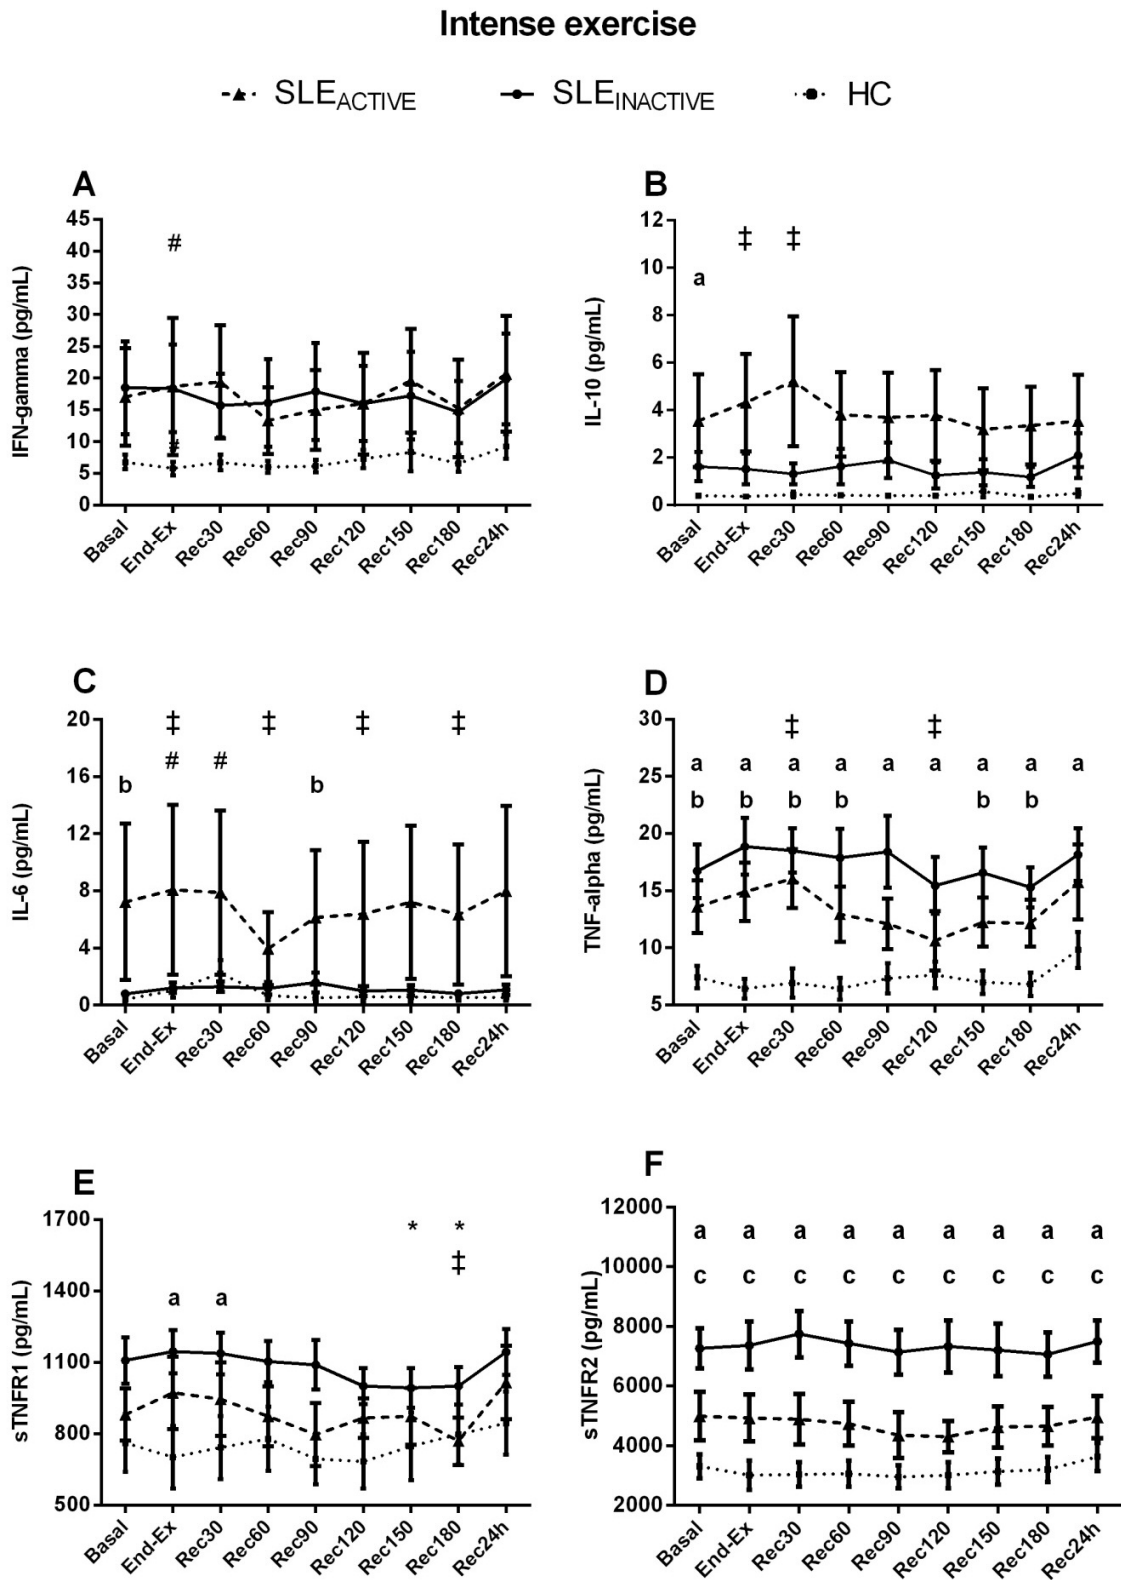 Intense exercise
SLEACTIVE SLEINACTIVE HC
A
IFN-gamma (pg/mL)
45
40
35
30
25
20
15
10
5
0
#
#
Basal End-Ex Rec30 Rec60 Rec90 Rec120 Rec150 Rec180 Rec24h
B
IL-10 (pg/mL)
12
10
8
6
4
2
0
‡ ‡
a
Basal End-Ex Rec30 Rec60 Rec90 Rec120 Rec150 Rec180 Rec24h
C
IL-6 (pg/mL)
20
16
12
8
4
0
‡ ‡ ‡ ‡
# #
b b
Basal End-Ex Rec30 Rec60 Rec90 Rec120 Rec150 Rec180 Rec24h
D
TNF-alpha (pg/mL)
30
25
20
15
10
5
‡ ‡
a a a a a a a a a
b b b b b b
Basal End-Ex Rec30 Rec60 Rec90 Rec120 Rec150 Rec180 Rec24h
E
sTNFR1 (pg/mL)
1700
1400
1100
800
500
* *
‡
a a
Basal End-Ex Rec30 Rec60 Rec90 Rec120 Rec150 Rec180 Rec24h
F
sTNFR2 (pg/mL)
12000
10000
8000
6000
4000
2000
a a a a a a a a a
c c c c c c c c c
Basal End-Ex Rec30 Rec60 Rec90 Rec120 Rec150 Rec180 Rec24h